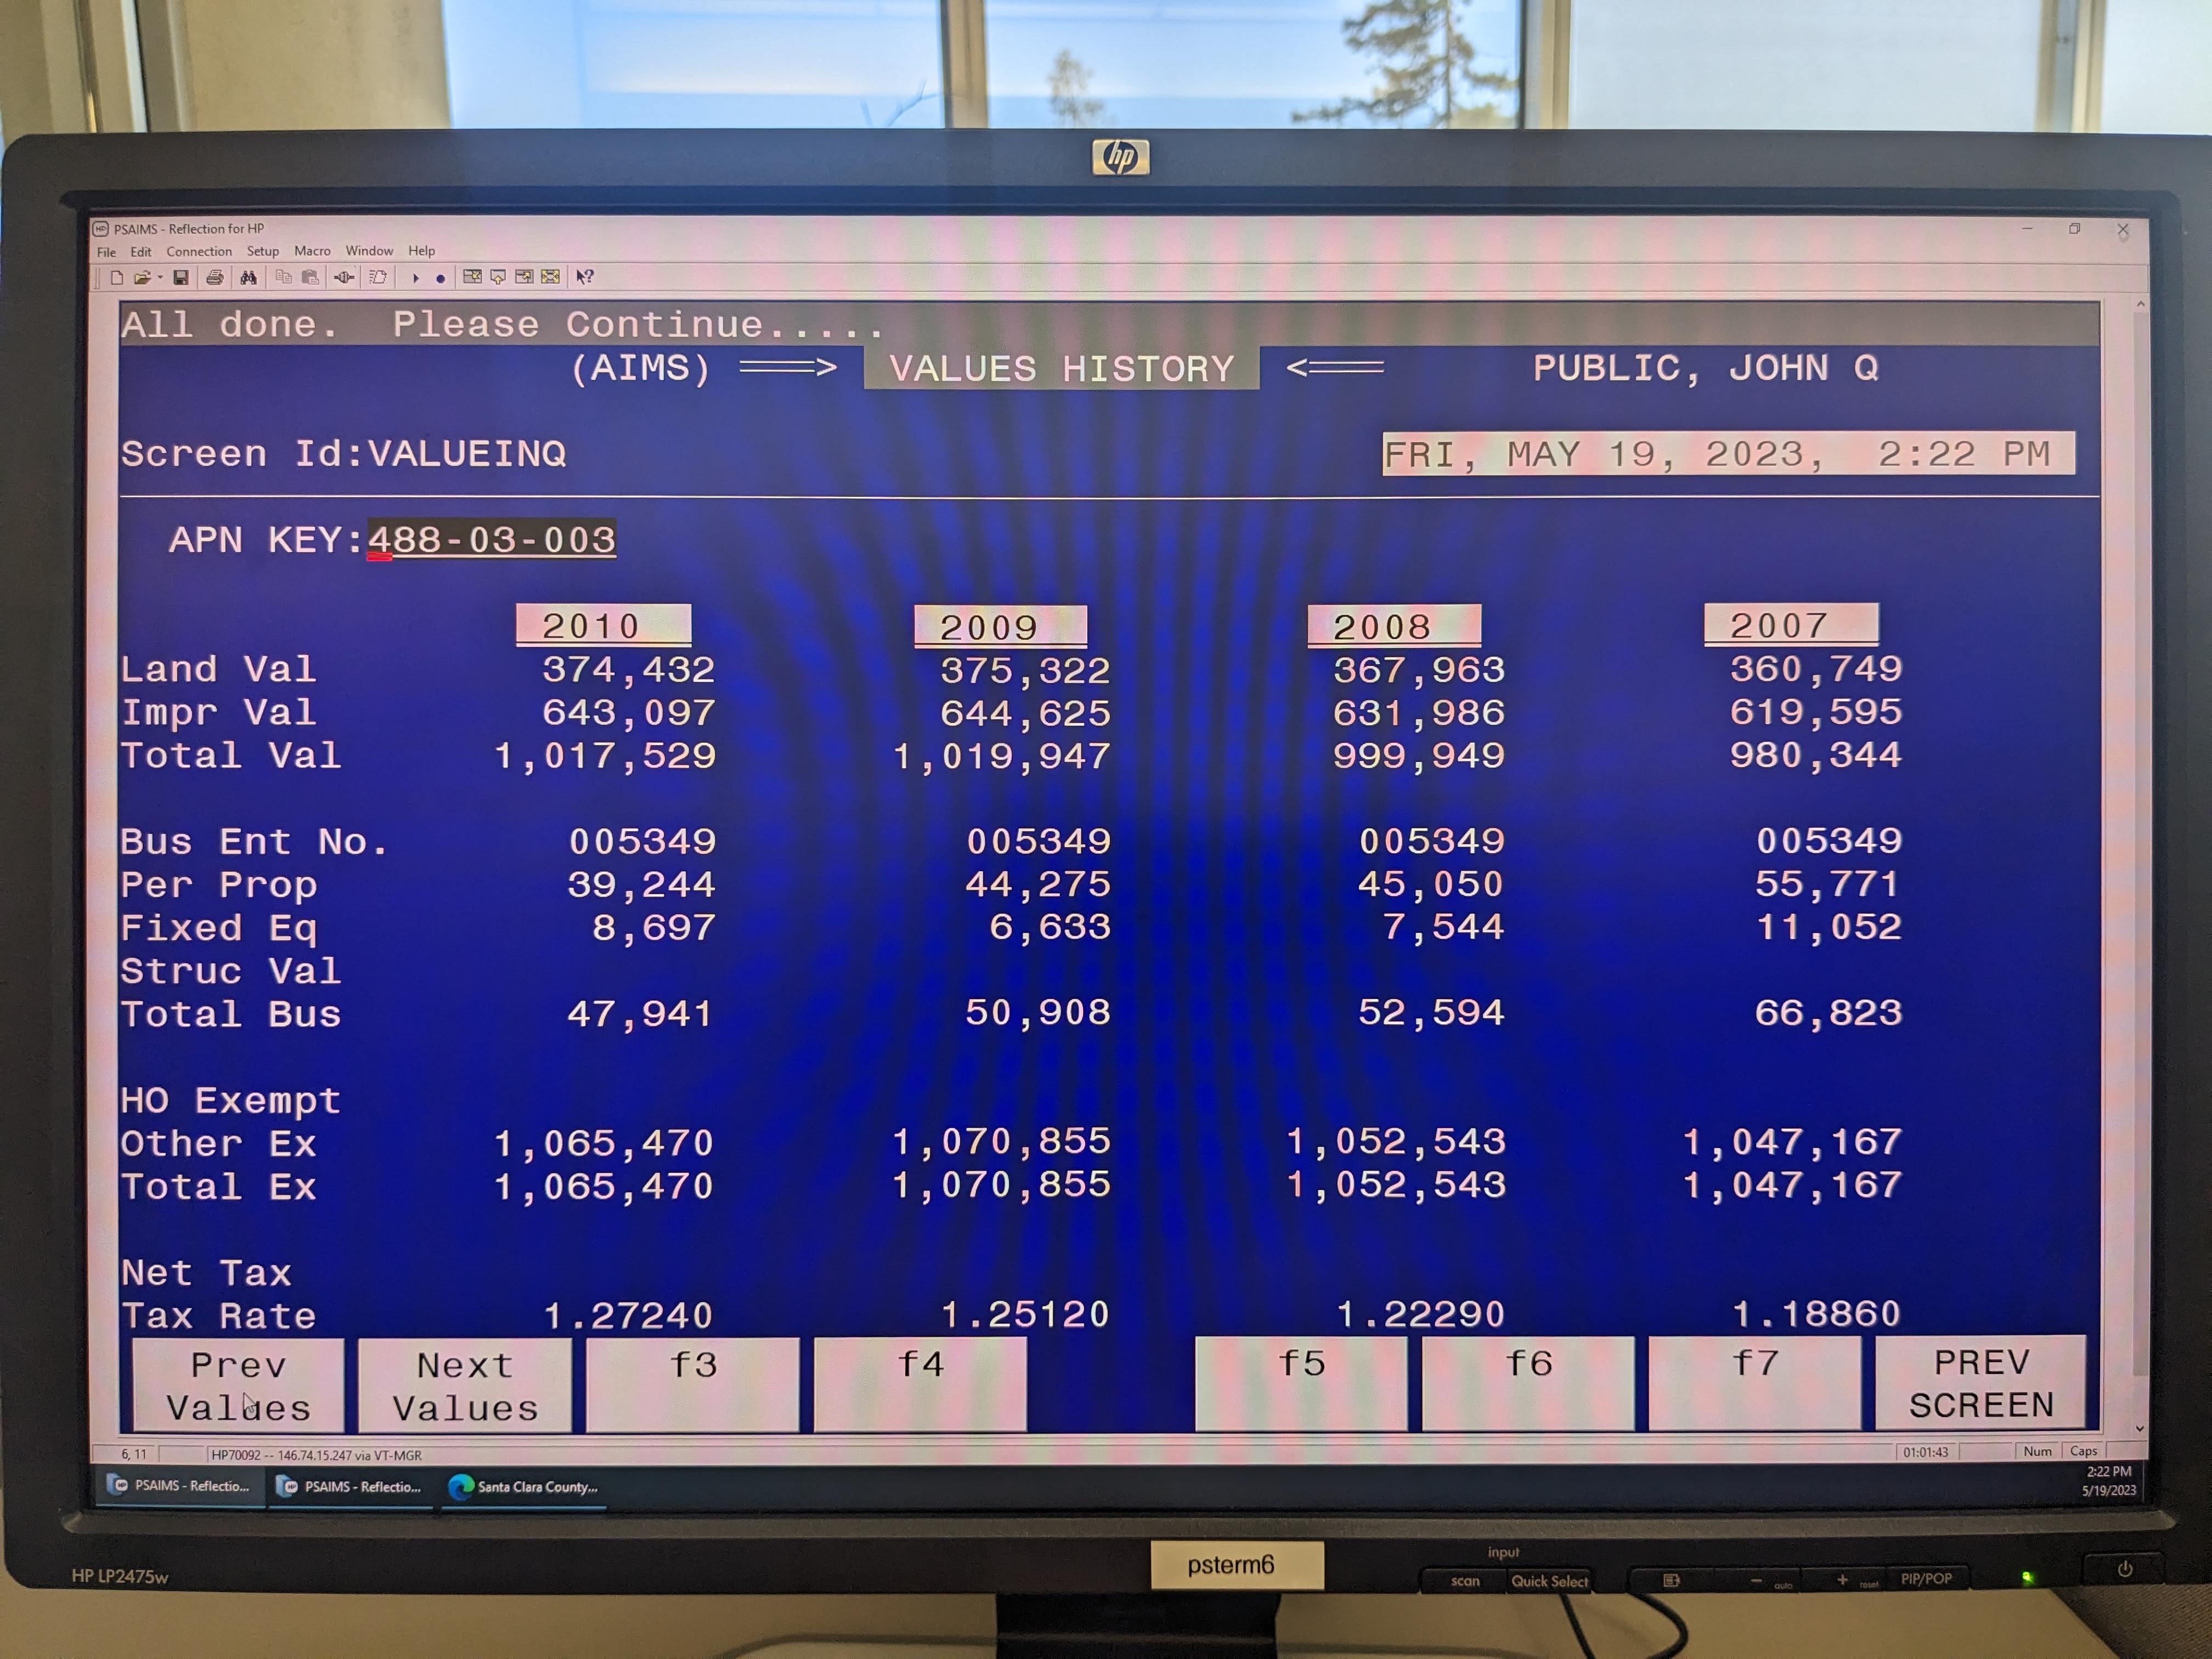 hp
PSAIMS - Reflection for HP
File Edit Connection Setup Macro Window Help
All done. Please Continue.....
(AIMS) ===> VALUES HISTORY <=== PUBLIC, JOHN Q
Screen Id:VALUEINQ FRI, MAY 19, 2023, 2:22 PM
APN KEY:488-03-003
2010 2009 2008 2007
Land Val 374,432 375,322 367,963 360,749
Impr Val 643,097 644,625 631,986 619,595
Total Val 1,017,529 1,019,947 999,949 980,344
Bus Ent No. 005349 005349 005349 005349
Per Prop 39,244 44,275 45,050 55,771
Fixed Eq 8,697 6,633 7,544 11,052
Struc Val
Total Bus 47,941 50,908 52,594 66,823
HO Exempt
Other Ex 1,065,470 1,070,855 1,052,543 1,047,167
Total Ex 1,065,470 1,070,855 1,052,543 1,047,167
Net Tax
Tax Rate 1.27240 1.25120 1.22290 1.18860
Prev Next f3 f4 f5 f6 f7 PREV
Values Values SCREEN
6, 11 HP70092 -- 146.74.15.247 via VT-MGR 01:01:43 Num Caps
PSAIMS - Reflectio... PSAIMS - Reflectio... Santa Clara County... 2:22 PM
5/19/2023
HP LP2475w
psterm6
input
scan Quick Select - auto + reset PIP/POP